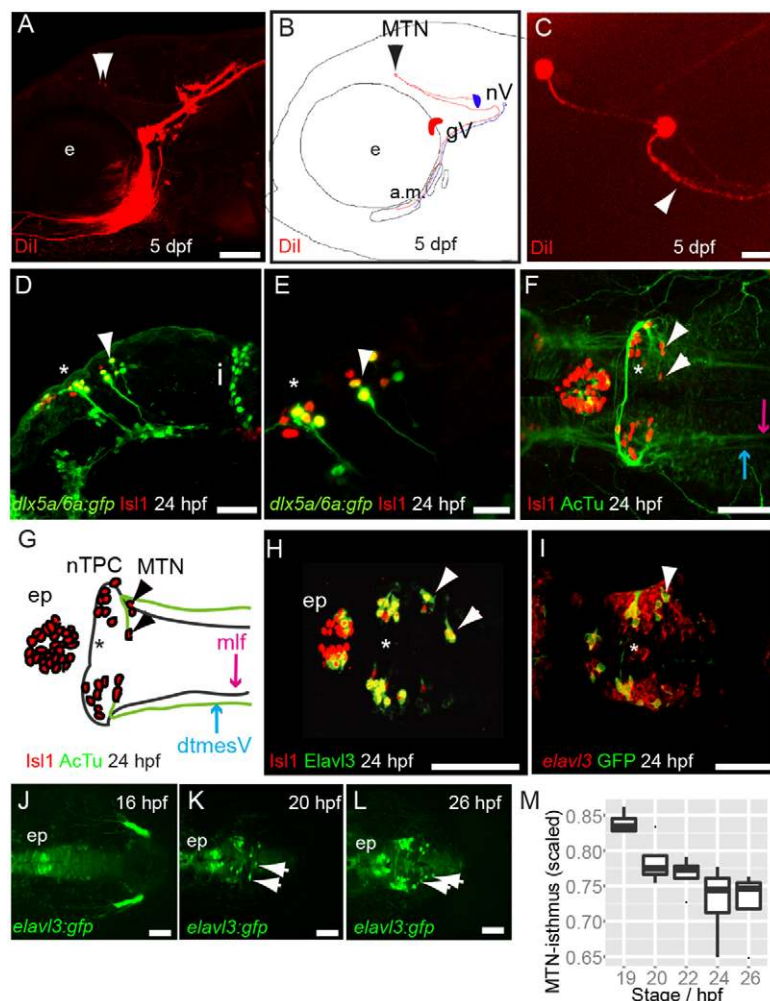 A
e
DiI
5 dpf
B
MTN
nV
gV
e
a.m.
DiI
5 dpf
C
DiI
5 dpf
D
*
i
dlx5a/6a:gfp Isl1 24 hpf
E
*
dlx5a/6a:gfp Isl1 24 hpf
F
*
Isl1 AcTu 24 hpf
G
nTPC MTN
ep
*
mlf
dtmesV
Isl1 AcTu 24 hpf
H
ep
*
Isl1 Elavl3 24 hpf
I
*
elavl3 GFP 24 hpf
J
16 hpf
ep
elavl3:gfp
K
20 hpf
ep
elavl3:gfp
L
26 hpf
ep
elavl3:gfp
M
MTN-isthmus (scaled)
0.85
0.80
0.75
0.70
0.65
19 20 22 24 26
Stage / hpf